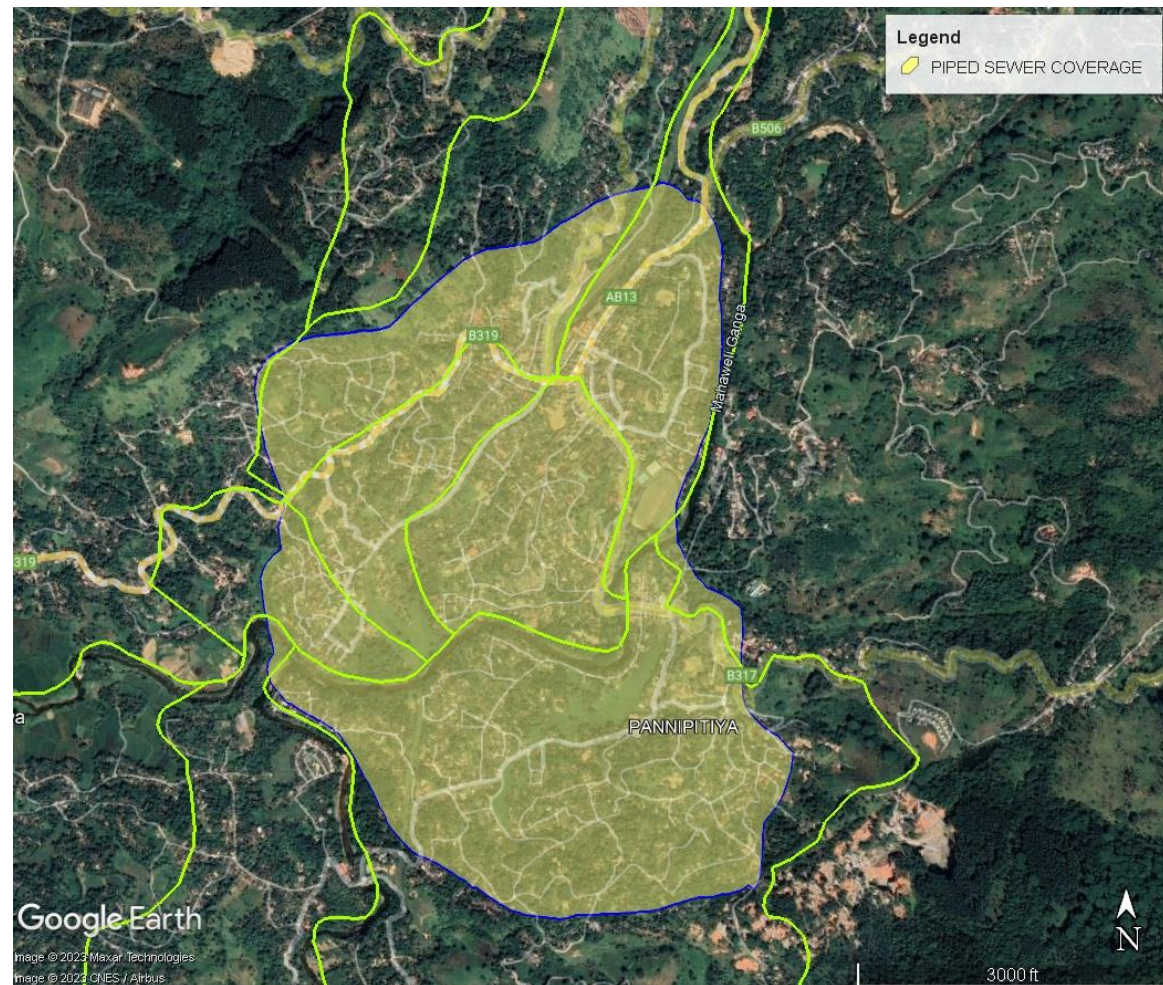 Legend
PIPED SEWER COVERAGE
B506
AB13
B319
Mahaweli Ganga
319
B317
PANNIPITIYA
a
Google Earth
Image © 2023 Maxar Technologies
Image © 2023 CNES / Airbus
N
3000 ft